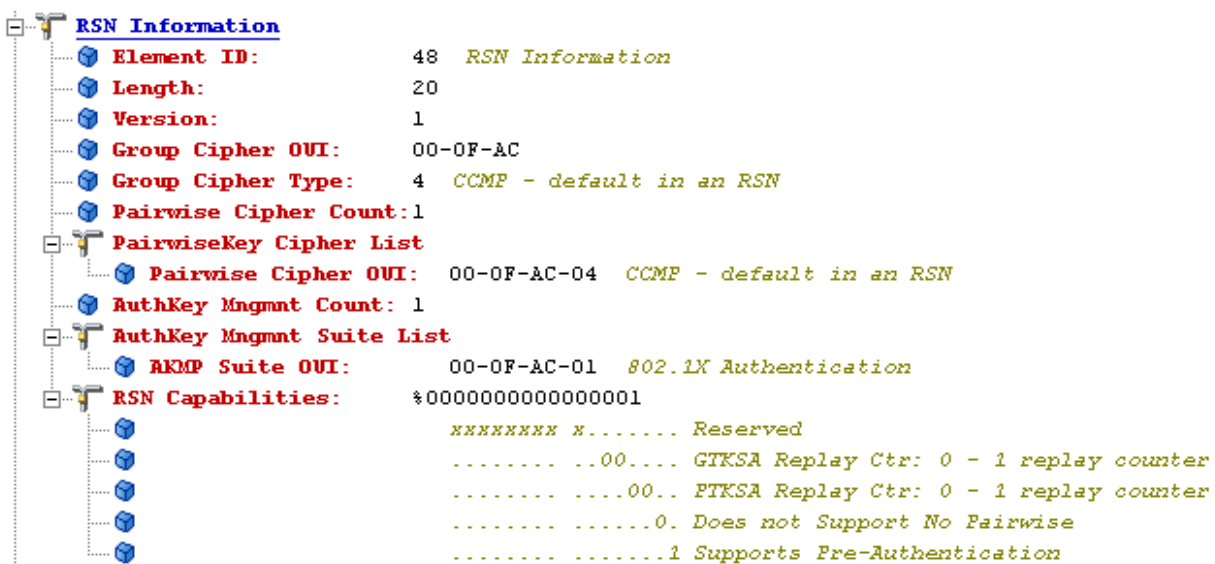 RSN Information
Element ID: 48 RSN Information
Length: 20
Version: 1
Group Cipher OUI: 00-0F-AC
Group Cipher Type: 4 CCMP - default in an RSN
Pairwise Cipher Count:1
PairwiseKey Cipher List
Pairwise Cipher OUI: 00-0F-AC-04 CCMP - default in an RSN
AuthKey Mngmnt Count: 1
AuthKey Mngmnt Suite List
AKMP Suite OUI: 00-0F-AC-01 802.1X Authentication
RSN Capabilities: %0000000000000001
xxxxxxxx x....... Reserved
........ ..00.... GTKSA Replay Ctr: 0 - 1 replay counter
........ ....00.. PTKSA Replay Ctr: 0 - 1 replay counter
........ ......0. Does not Support No Pairwise
........ .......1 Supports Pre-Authentication